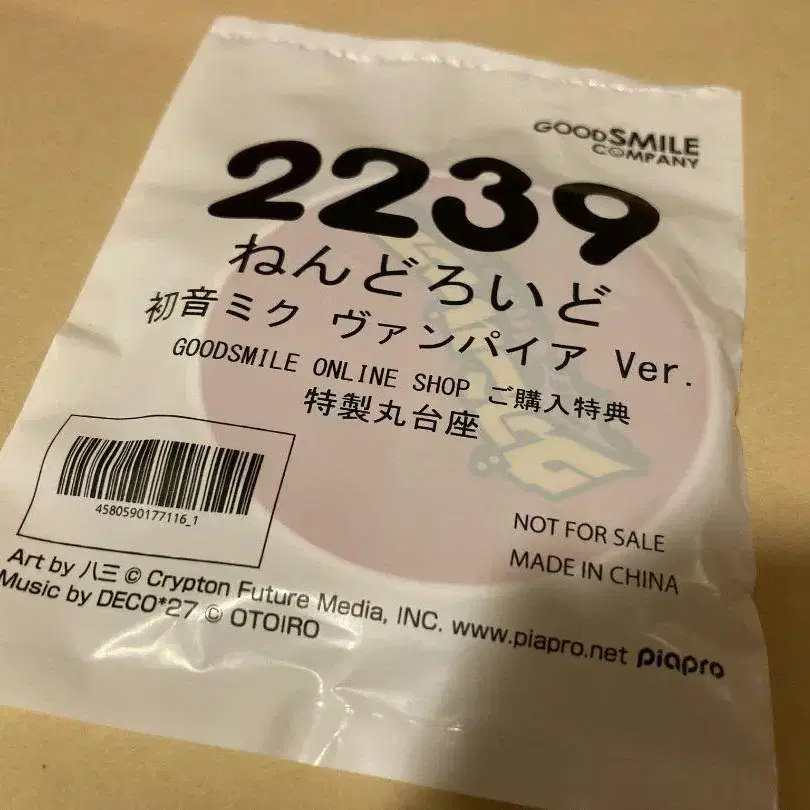 GOODSMILE
COMPANY
2239
ねんどろいど
初音ミク ヴァンパイア Ver.
GOODSMILE ONLINE SHOP ご購入特典
特製丸台座
4580590177116_1
NOT FOR SALE
MADE IN CHINA
Art by 八三 © Crypton Future Media, INC. www.piapro.net piapro
Music by DECO*27 © OTOIRO